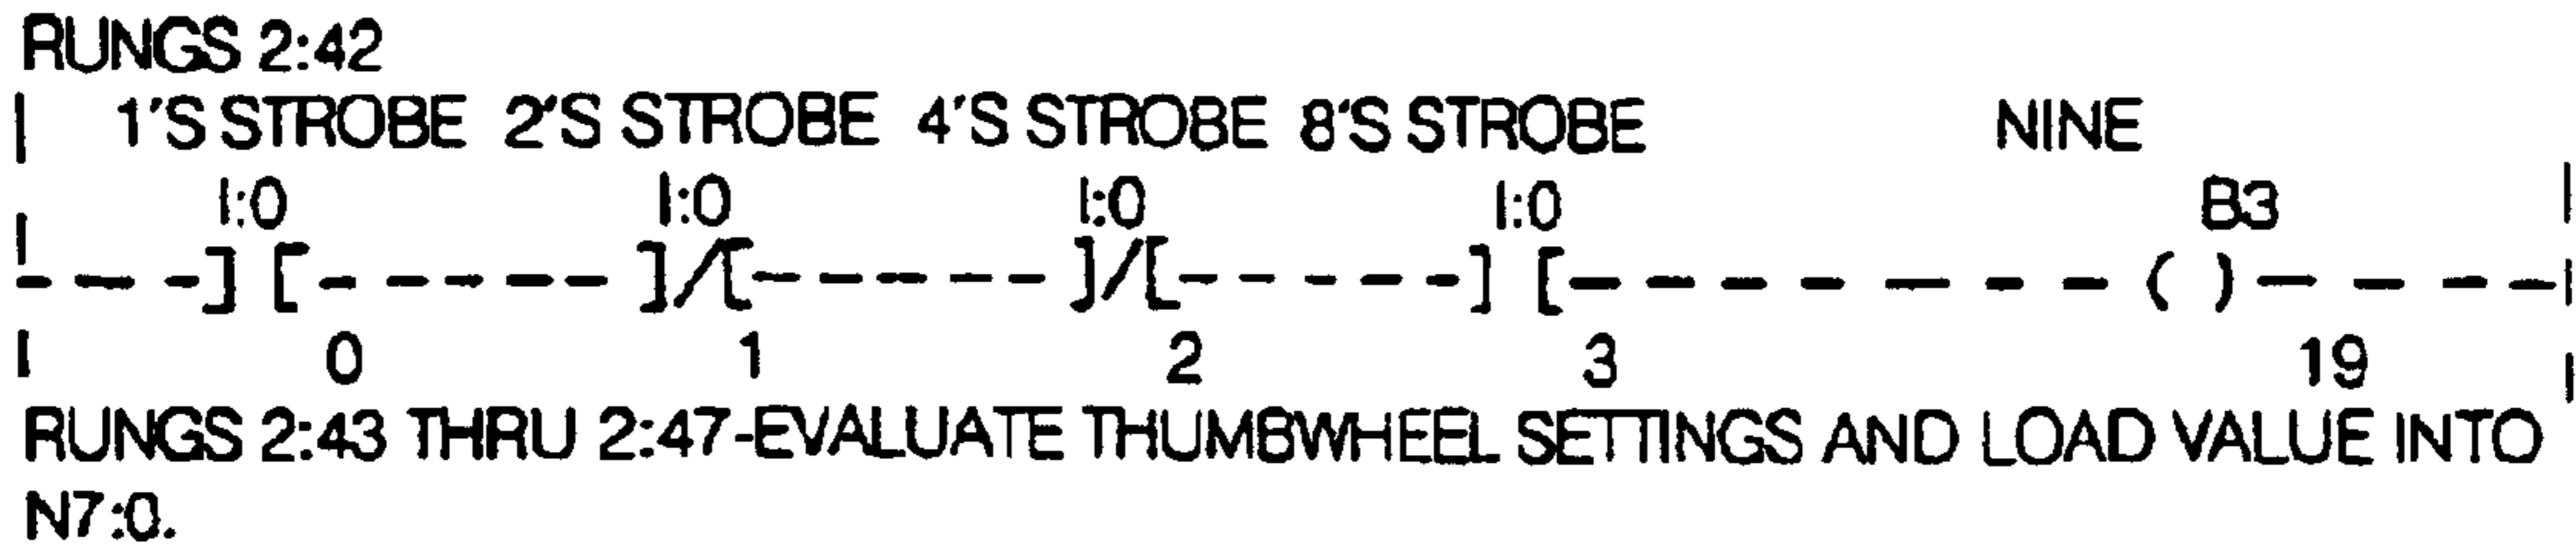 RUNGS 2:42
1'S STROBE 2'S STROBE 4'S STROBE 8'S STROBE NINE
I:0 I:0 I:0 I:0 B3
---] [------]/[------]/[------] [---------( )----
0 1 2 3 19
RUNGS 2:43 THRU 2:47-EVALUATE THUMBWHEEL SETTINGS AND LOAD VALUE INTO
N7:0.